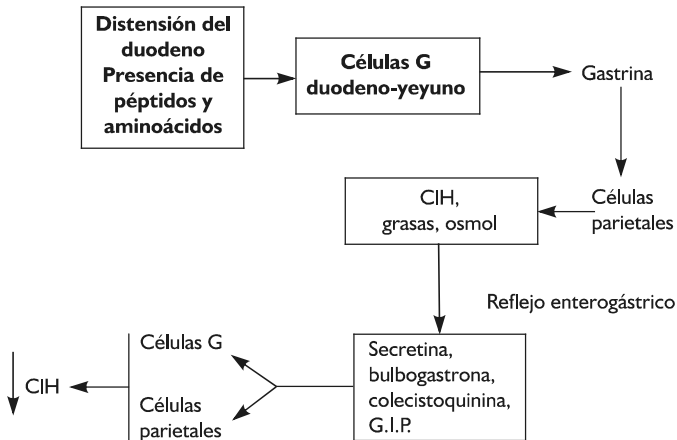 Distensión del
duodeno
Presencia de
péptidos y
aminoácidos
Células G
duodeno-yeyuno
Gastrina
Células
parietales
ClH,
grasas, osmol
Reflejo enterogástrico
Secretina,
bulbogastrona,
colecistoquinina,
G.I.P.
Células G
Células
parietales
ClH